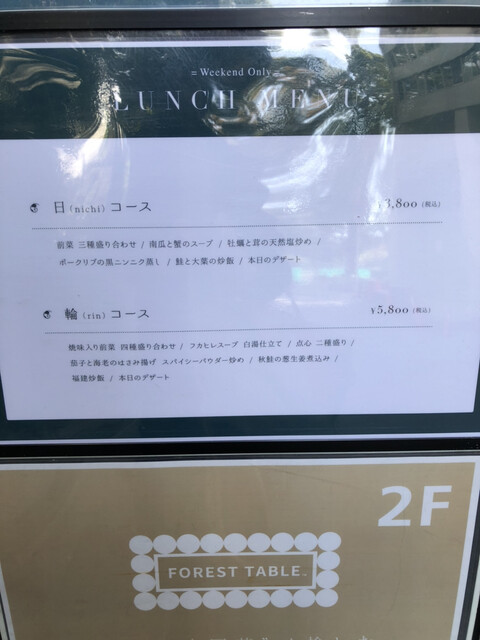 = Weekend Only =
LUNCH MENU
日 (nichi) コース ¥3,800 (税込)
前菜 三種盛り合わせ / 南瓜と蟹のスープ / 牡蠣と茸の天然塩炒め /
ポークリブの黒ニンニク蒸し / 鮭と大葉の炒飯 / 本日のデザート
輪 (rin) コース ¥5,800 (税込)
焼味入り前菜 四種盛り合わせ / フカヒレスープ 白湯仕立て / 点心 二種盛り /
茄子と海老のはさみ揚げ スパイシーパウダー炒め / 秋鮭の葱生姜煮込み /
福建炒飯 / 本日のデザート
2F
FOREST TABLE